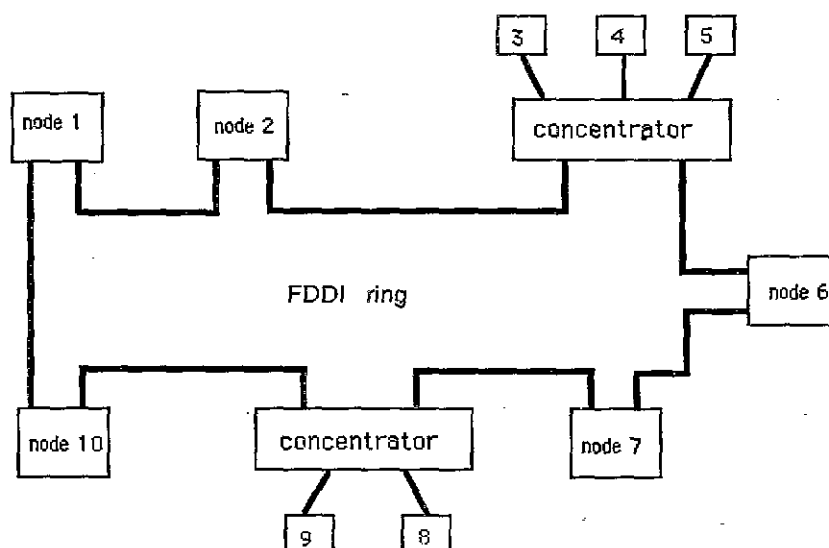 3 4 5
node 1
node 2
concentrator
node 6
FDDI ring
node 10
concentrator
node 7
9 8